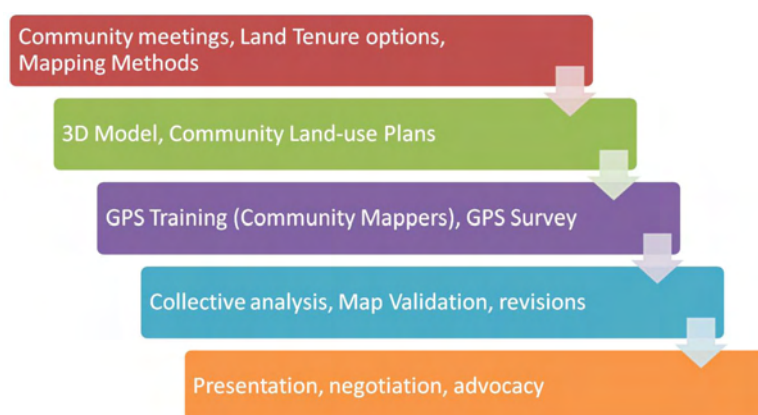 Community meetings, Land Tenure options,
Mapping Methods
3D Model, Community Land-use Plans
GPS Training (Community Mappers), GPS Survey
Collective analysis, Map Validation, revisions
Presentation, negotiation, advocacy